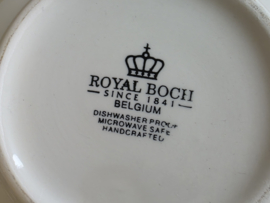 ROYAL BOCH
SINCE 1841
BELGIUM
DISHWASHER PROOF
MICROWAVE SAFE
HANDCRAFTED